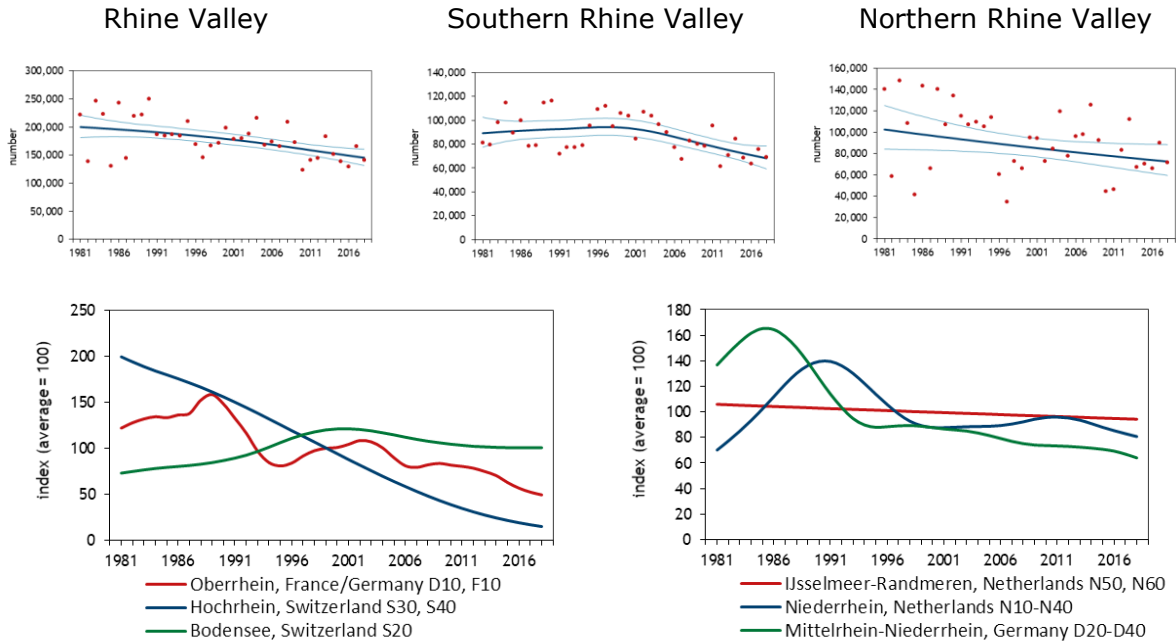 Rhine Valley
Southern Rhine Valley
Northern Rhine Valley
300,000
250,000
200,000
150,000
100,000
50,000
0
number
1981 1986 1991 1996 2001 2006 2011 2016
140,000
120,000
100,000
80,000
60,000
40,000
20,000
0
number
1981 1986 1991 1996 2001 2006 2011 2016
160,000
140,000
120,000
100,000
80,000
60,000
40,000
20,000
0
number
1981 1986 1991 1996 2001 2006 2011 2016
250
200
150
100
50
0
index (average = 100)
1981 1986 1991 1996 2001 2006 2011 2016
Oberrhein, France/Germany D10, F10
Hochrhein, Switzerland S30, S40
Bodensee, Switzerland S20
180
160
140
120
100
80
60
40
20
0
index (average = 100)
1981 1986 1991 1996 2001 2006 2011 2016
IJsselmeer-Randmeren, Netherlands N50, N60
Niederrhein, Netherlands N10-N40
Mittelrhein-Niederrhein, Germany D20-D40